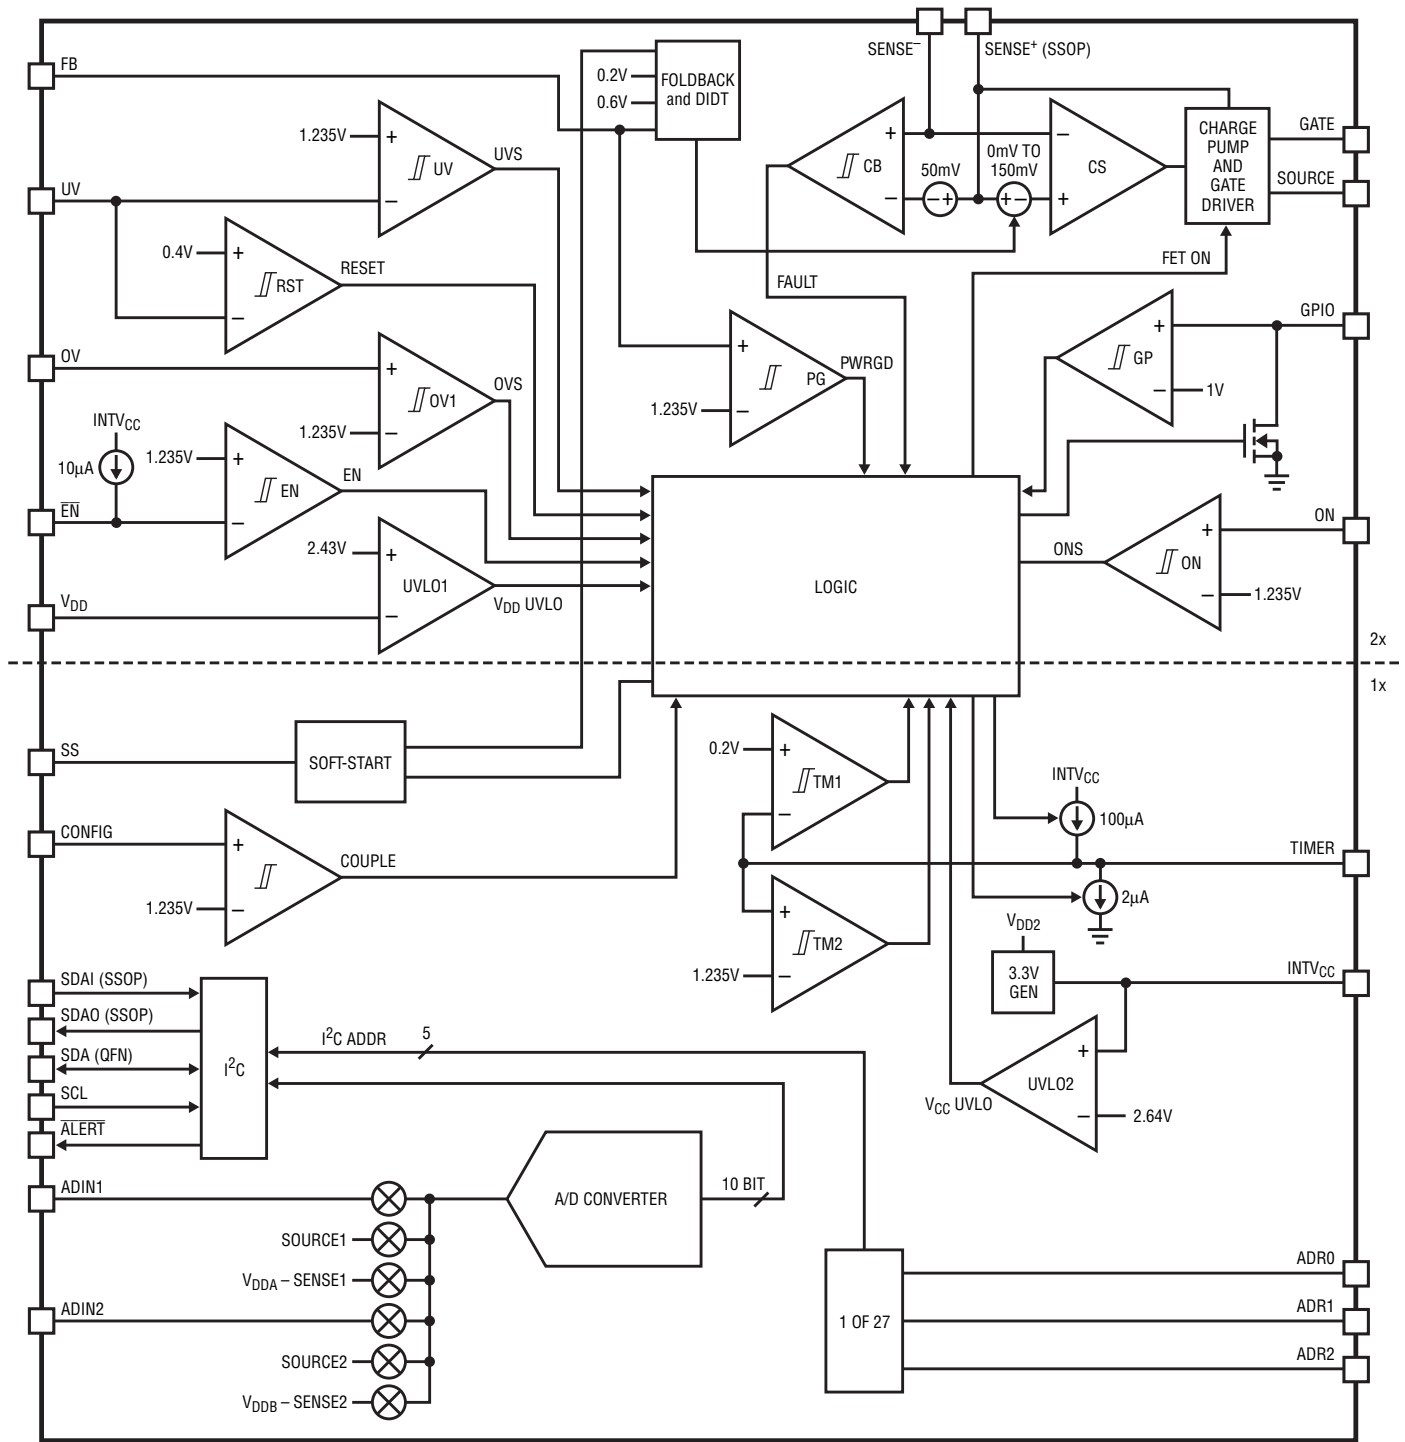 SENSE–
SENSE+ (SSOP)
FB
0.2V
0.6V
FOLDBACK
and DIDT
1.235V
+
UV
–
UVS
UV
+
CB
–
50mV
–+
0mV TO
150mV
+–
–
CS
+
CHARGE
PUMP
AND
GATE
DRIVER
GATE
SOURCE
0.4V
+
RST
–
RESET
FAULT
FET ON
OV
+
OV1
–
OVS
1.235V
+
PG
–
PWRGD
1.235V
+
GP
–
1V
GPIO
INTVCC
10µA
1.235V
+
EN
–
EN
EN
2.43V
+
UVLO1
–
VDD UVLO
VDD
LOGIC
ONS
+
ON
–
1.235V
ON
2x
1x
SS
SOFT-START
0.2V
+
TM1
–
INTVCC
100µA
CONFIG
+
–
1.235V
COUPLE
TIMER
+
TM2
–
1.235V
2µA
VDD2
3.3V
GEN
INTVCC
SDAI (SSOP)
SDAO (SSOP)
SDA (QFN)
SCL
ALERT
I2C
I2C ADDR
5
+
UVLO2
–
VCC UVLO
2.64V
ADIN1
SOURCE1
VDDA – SENSE1
ADIN2
SOURCE2
VDDB – SENSE2
A/D CONVERTER
10 BIT
1 OF 27
ADR0
ADR1
ADR2